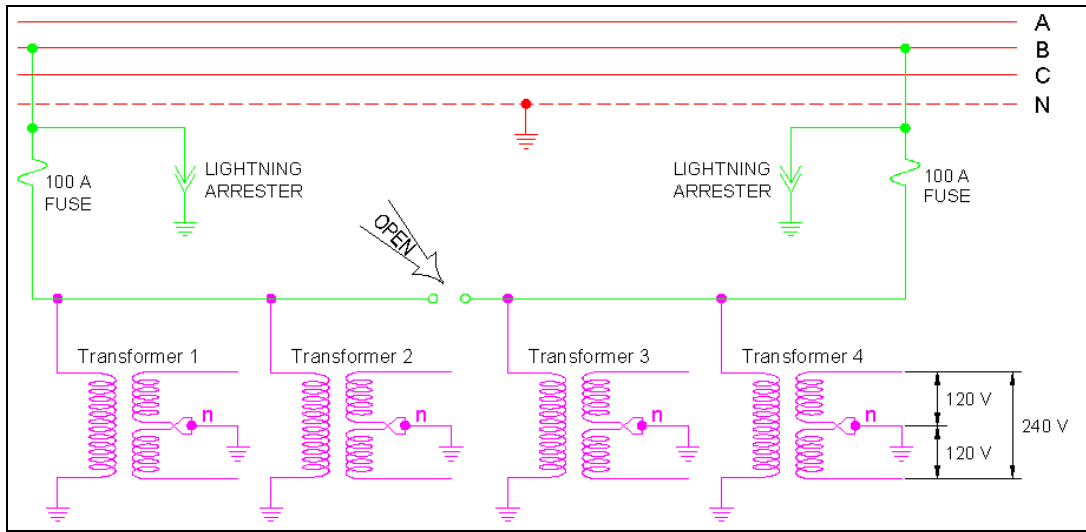 A
B
C
N
100 A
FUSE
LIGHTNING
ARRESTER
LIGHTNING
ARRESTER
100 A
FUSE
OPEN
Transformer 1
Transformer 2
Transformer 3
Transformer 4
n
n
n
n
120 V
120 V
240 V